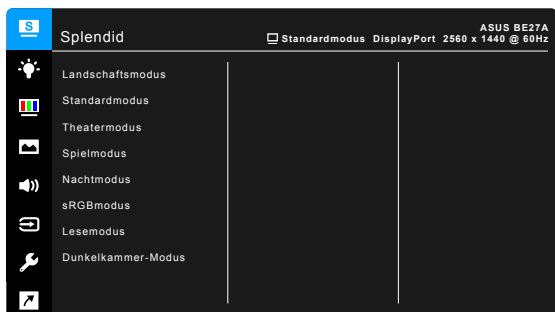 S
Splendid
ASUS BE27A
Standardmodus DisplayPort 2560 x 1440 @ 60Hz
Landschaftsmodus
Standardmodus
Theatermodus
Spielmodus
Nachtmodus
sRGBmodus
Lesemodus
Dunkelkammer-Modus